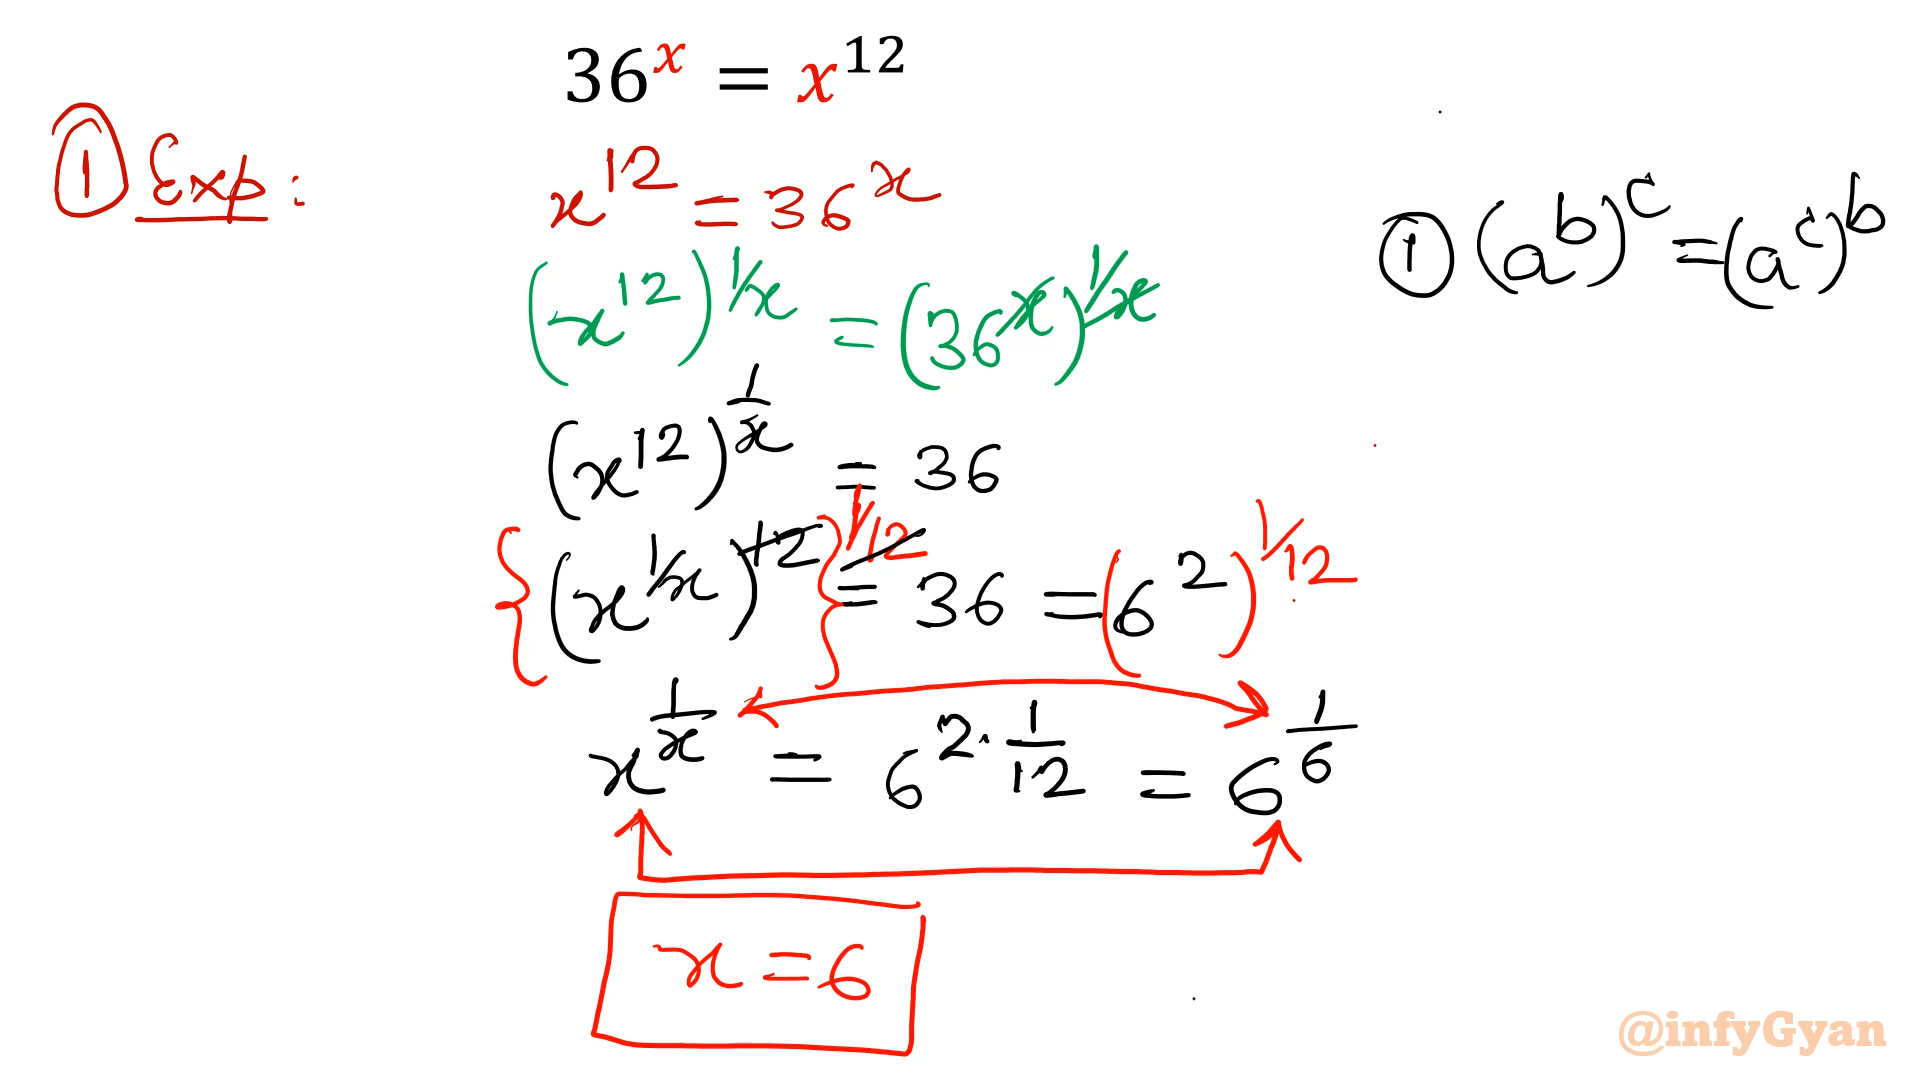 36^x = x^12
① Exp:
x^12 = 36^x
① (a^b)^c = (a^c)^b
(x^12)^1/x = (36^x)^1/x
(x^12)^1/x = 36
{(x^1/x)^12}^1/12 = 36 = (6^2)^1/12
x^1/x = 6^2·1/12 = 6^1/6
x = 6
@infyGyan